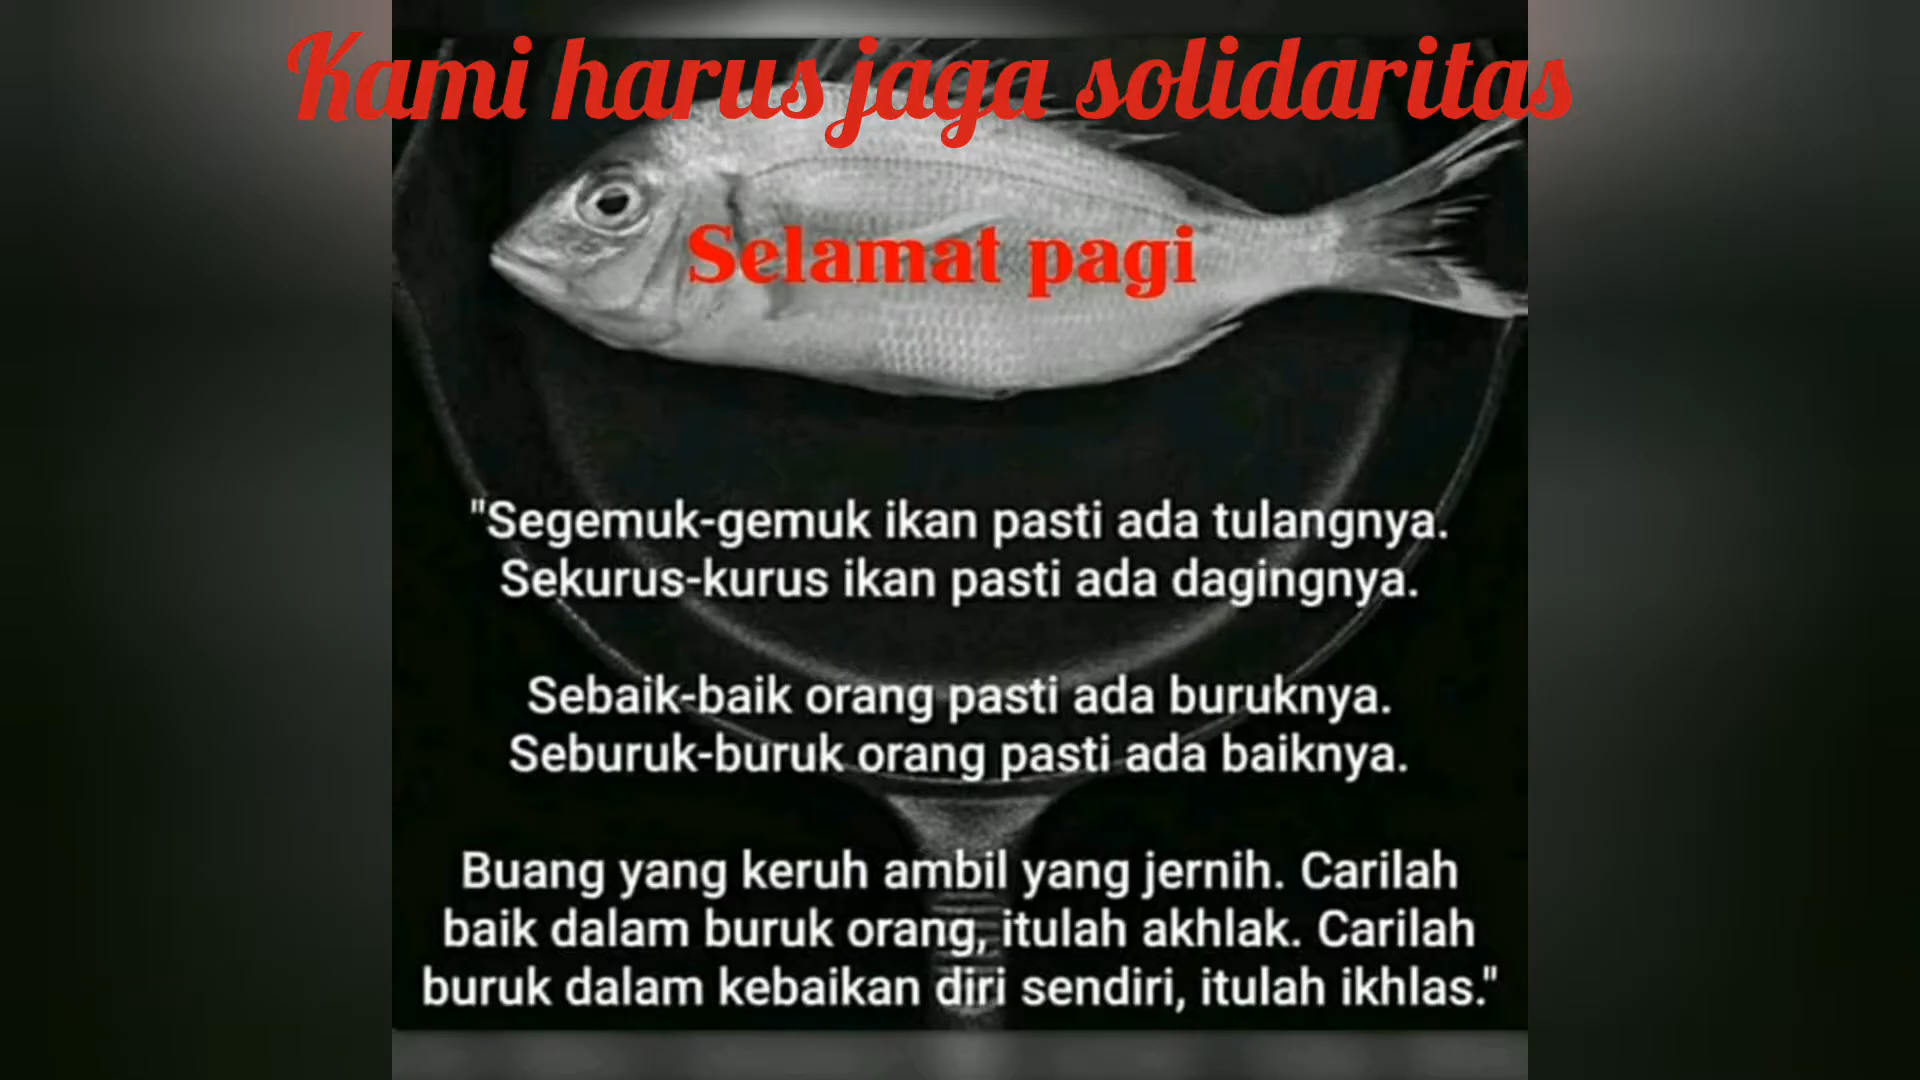 Kami harus jaga solidaritas
Selamat pagi
"Segemuk-gemuk ikan pasti ada tulangnya.
Sekurus-kurus ikan pasti ada dagingnya.
Sebaik-baik orang pasti ada buruknya.
Seburuk-buruk orang pasti ada baiknya.
Buang yang keruh ambil yang jernih. Carilah
baik dalam buruk orang, itulah akhlak. Carilah
buruk dalam kebaikan diri sendiri, itulah ikhlas."